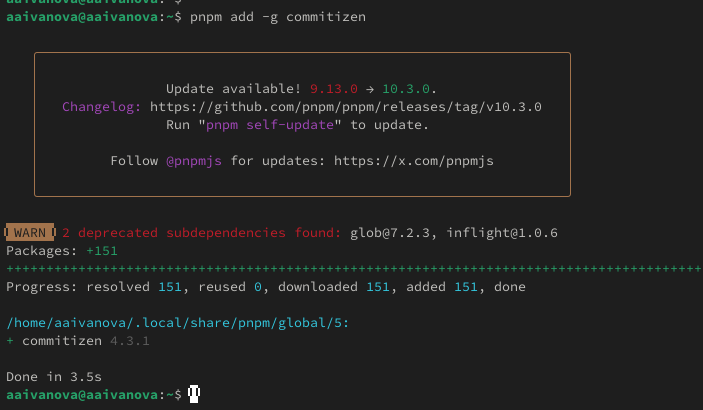 aaivanova@aaivanova:~$
aaivanova@aaivanova:~$ pnpm add -g commitizen
Update available! 9.13.0 → 10.3.0.
Changelog: https://github.com/pnpm/pnpm/releases/tag/v10.3.0
Run "pnpm self-update" to update.
Follow @pnpmjs for updates: https://x.com/pnpmjs
WARN 2 deprecated subdependencies found: glob@7.2.3, inflight@1.0.6
Packages: +151
++++++++++++++++++++++++++++++++++++++++++++++++++++++++++++++++++++++++++++++++++++++++
Progress: resolved 151, reused 0, downloaded 151, added 151, done
/home/aaivanova/.local/share/pnpm/global/5:
+ commitizen 4.3.1
Done in 3.5s
aaivanova@aaivanova:~$